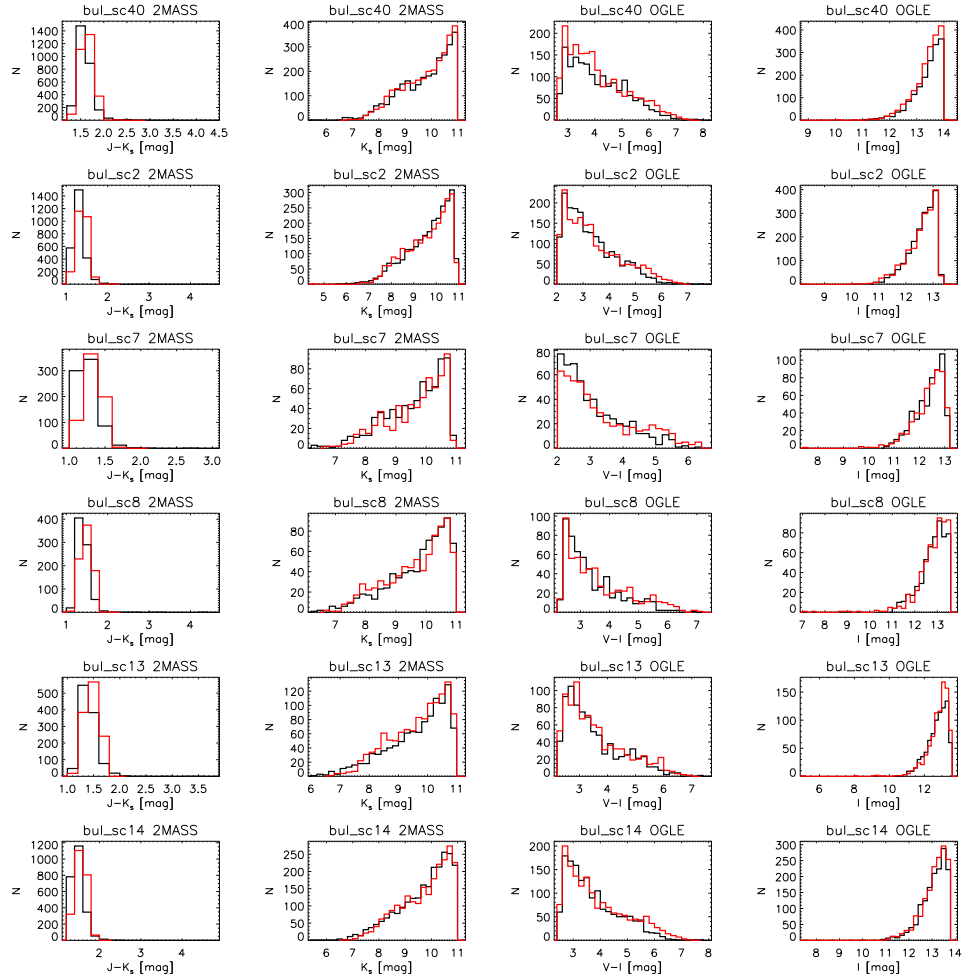 bul_sc40 2MASS
N
1400
1200
1000
800
600
400
200
0
1.5 2.0 2.5 3.0 3.5 4.0 4.5
J-Ks [mag]
bul_sc40 2MASS
N
400
300
200
100
0
6 7 8 9 10 11
Ks [mag]
bul_sc40 OGLE
N
200
150
100
50
0
3 4 5 6 7 8
V-I [mag]
bul_sc40 OGLE
N
400
300
200
100
0
9 10 11 12 13 14
I [mag]
bul_sc2 2MASS
N
1400
1200
1000
800
600
400
200
0
1 2 3 4
J-Ks [mag]
bul_sc2 2MASS
N
300
250
200
150
100
50
0
5 6 7 8 9 10 11
Ks [mag]
bul_sc2 OGLE
N
200
150
100
50
0
2 3 4 5 6 7
V-I [mag]
bul_sc2 OGLE
N
400
300
200
100
0
9 10 11 12 13
I [mag]
bul_sc7 2MASS
N
300
200
100
0
1.0 1.5 2.0 2.5 3.0
J-Ks [mag]
bul_sc7 2MASS
N
80
60
40
20
0
7 8 9 10 11
Ks [mag]
bul_sc7 OGLE
N
80
60
40
20
0
2 3 4 5 6
V-I [mag]
bul_sc7 OGLE
N
100
80
60
40
20
0
8 9 10 11 12 13
I [mag]
bul_sc8 2MASS
N
400
300
200
100
0
1 2 3 4
J-Ks [mag]
bul_sc8 2MASS
N
80
60
40
20
0
7 8 9 10 11
Ks [mag]
bul_sc8 OGLE
N
100
80
60
40
20
0
3 4 5 6 7
V-I [mag]
bul_sc8 OGLE
N
80
60
40
20
0
7 8 9 10 11 12 13
I [mag]
bul_sc13 2MASS
N
500
400
300
200
100
0
1.0 1.5 2.0 2.5 3.0 3.5
J-Ks [mag]
bul_sc13 2MASS
N
120
100
80
60
40
20
0
6 7 8 9 10 11
Ks [mag]
bul_sc13 OGLE
N
100
80
60
40
20
0
3 4 5 6 7
V-I [mag]
bul_sc13 OGLE
N
150
100
50
0
6 8 10 12
I [mag]
bul_sc14 2MASS
N
1200
1000
800
600
400
200
0
2 3 4
J-Ks [mag]
bul_sc14 2MASS
N
250
200
150
100
50
0
6 7 8 9 10 11
Ks [mag]
bul_sc14 OGLE
N
200
150
100
50
0
3 4 5 6 7 8
V-I [mag]
bul_sc14 OGLE
N
300
250
200
150
100
50
0
8 9 10 11 12 13 14
I [mag]